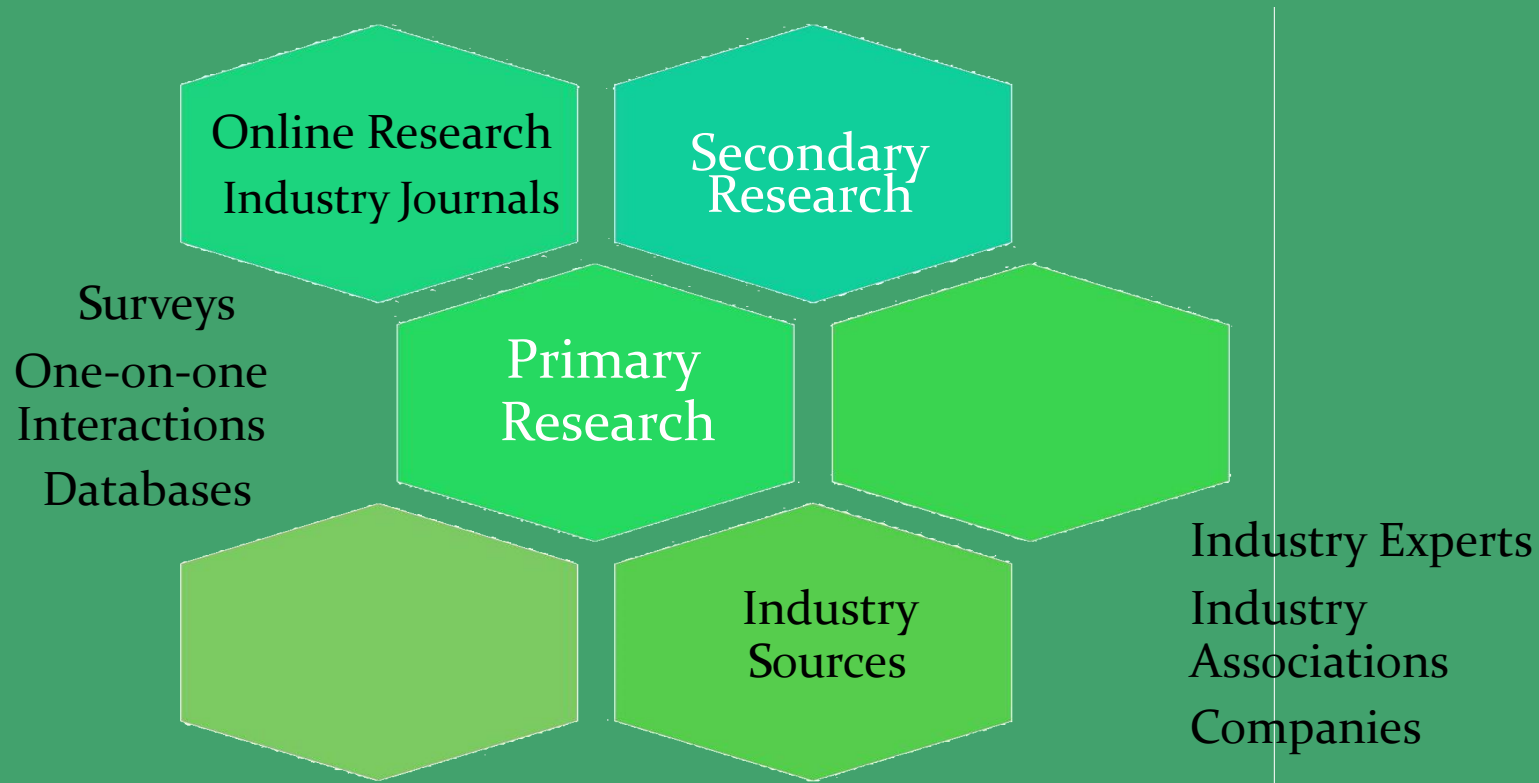 Online Research
Industry Journals
Secondary
Research
Surveys
One-on-one
Interactions
Databases
Primary
Research
Industry
Sources
Industry Experts
Industry
Associations
Companies